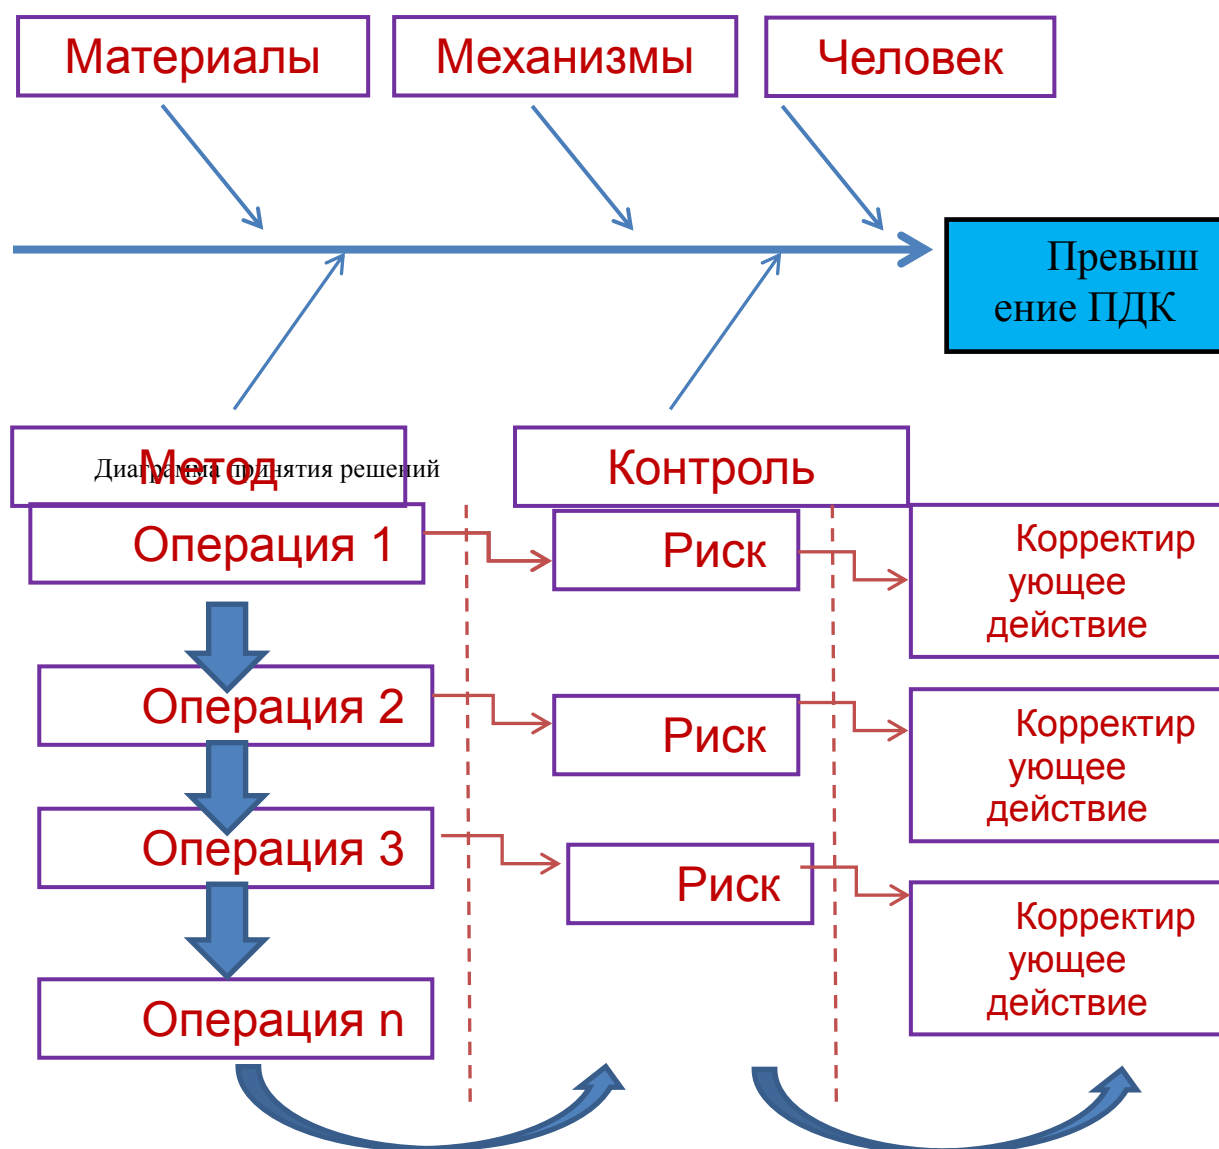 Материалы
Механизмы
Человек
Превыш
ение ПДК
Метод
Диаграмма принятия решений
Контроль
Операция 1
Риск
Корректир
ующее
действие
Операция 2
Риск
Корректир
ующее
действие
Операция 3
Риск
Корректир
ующее
действие
Операция n